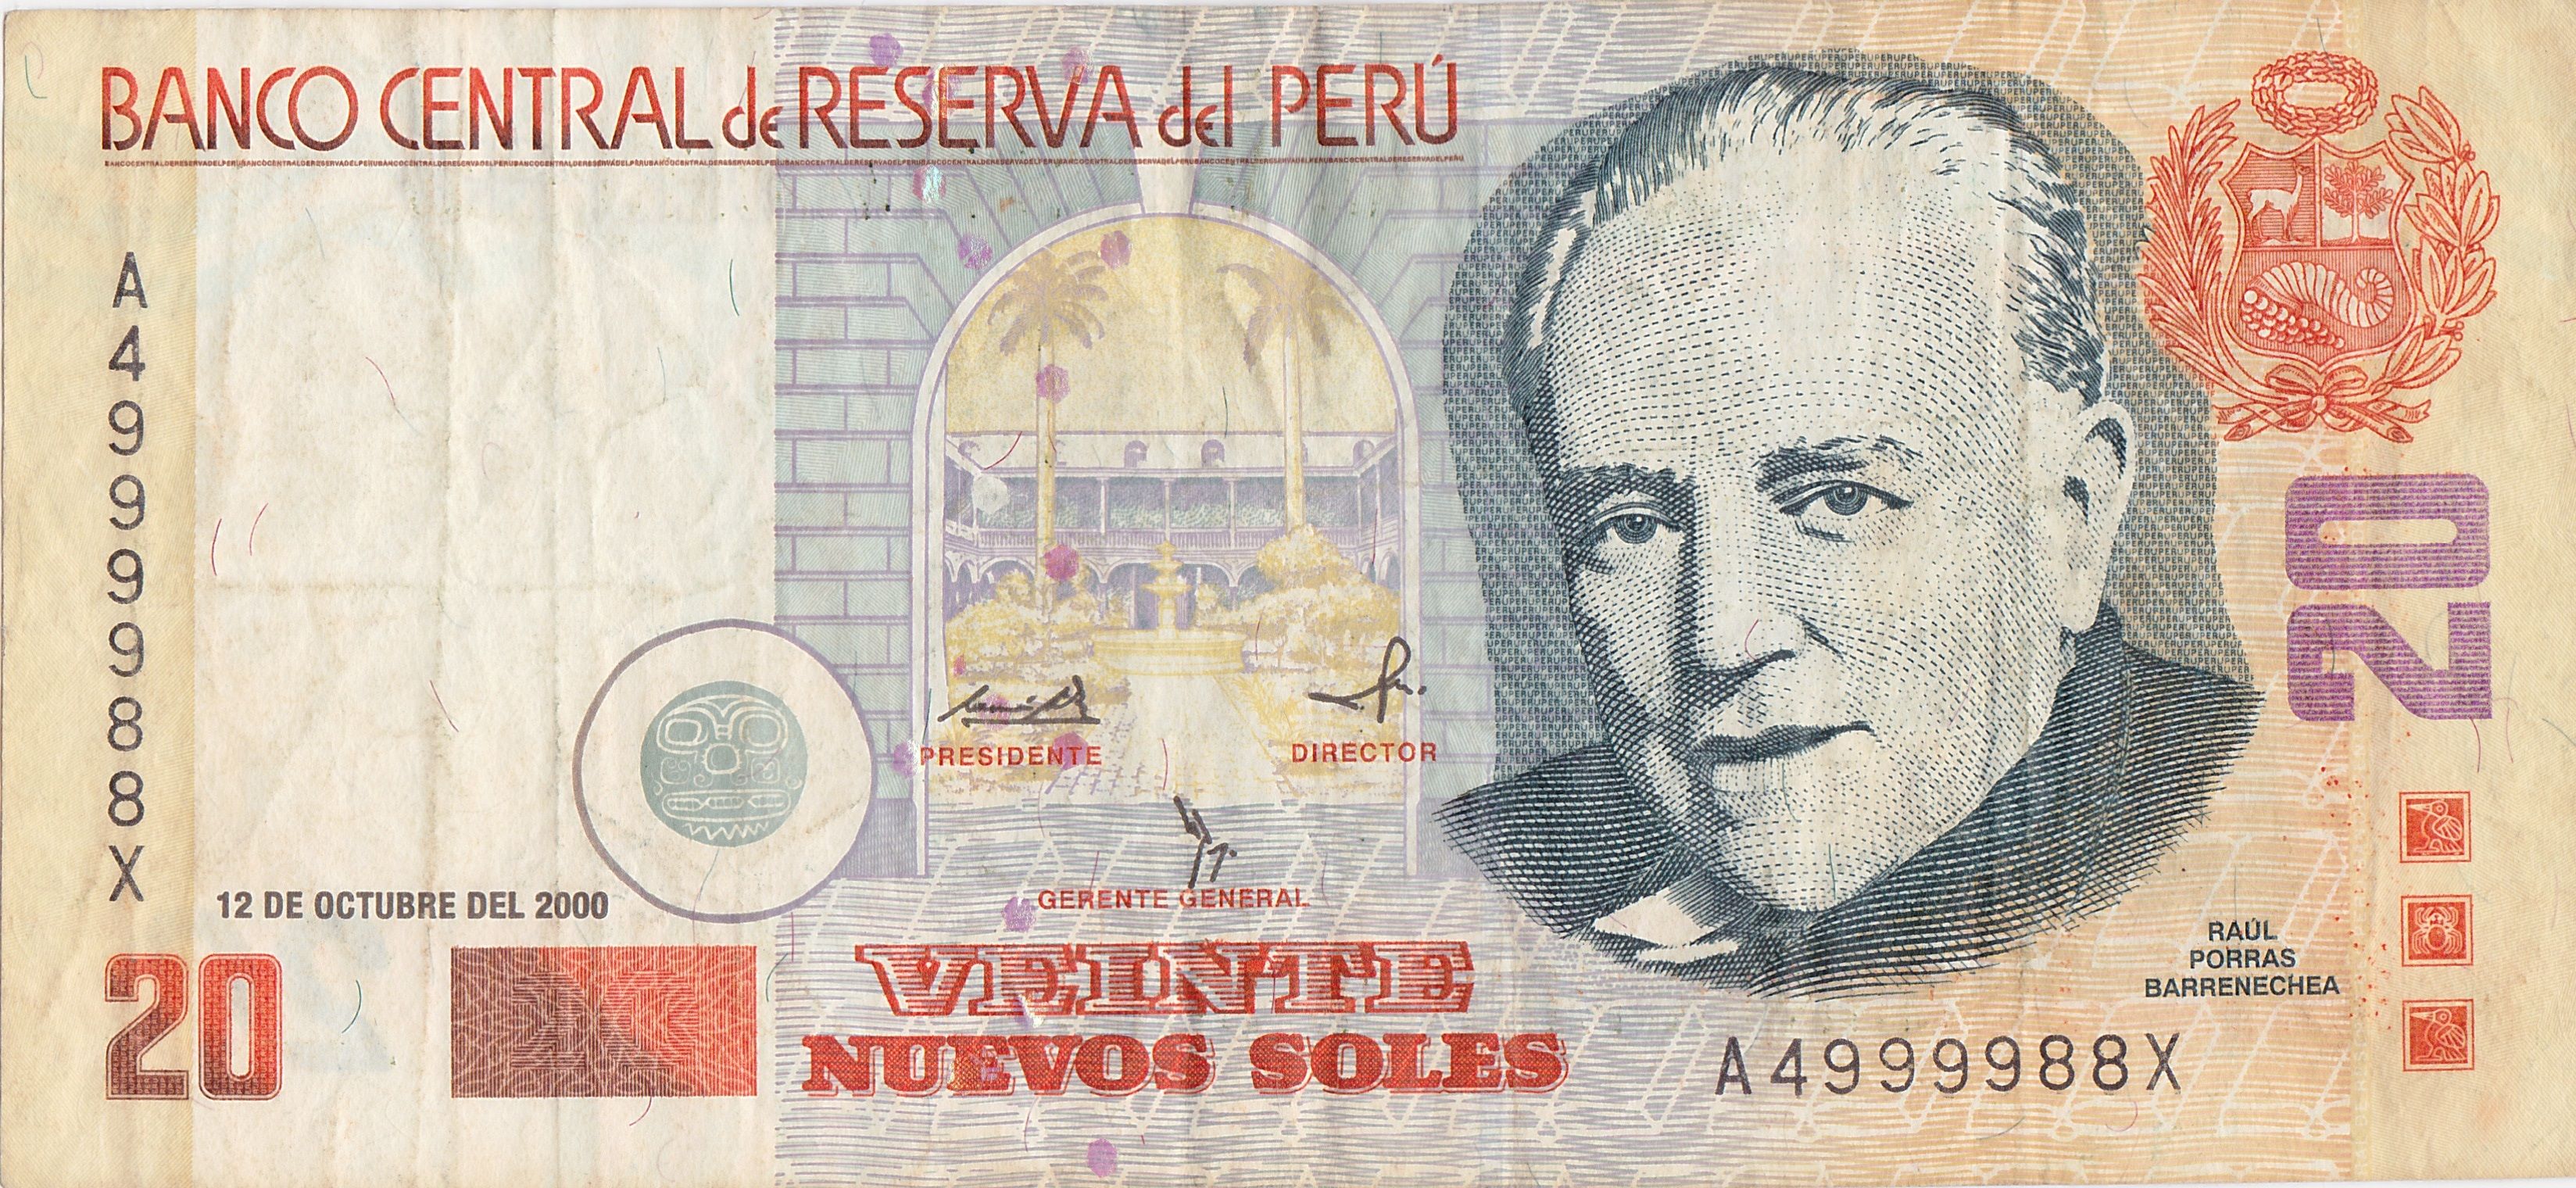 BANCO CENTRAL de RESERVA del PERÚ
BANCOCENTRALDERESERVADELPERUBANCOCENTRALDERESERVADELPERUBANCOCENTRALDERESERVADELPERUBANCOCENTRALDERESERVADELPERU
A4999988X
PRESIDENTE
DIRECTOR
GERENTE GENERAL
12 DE OCTUBRE DEL 2000
20
VEINTE
NUEVOS SOLES
20
RAÚL
PORRAS
BARRENECHEA
A4999988X